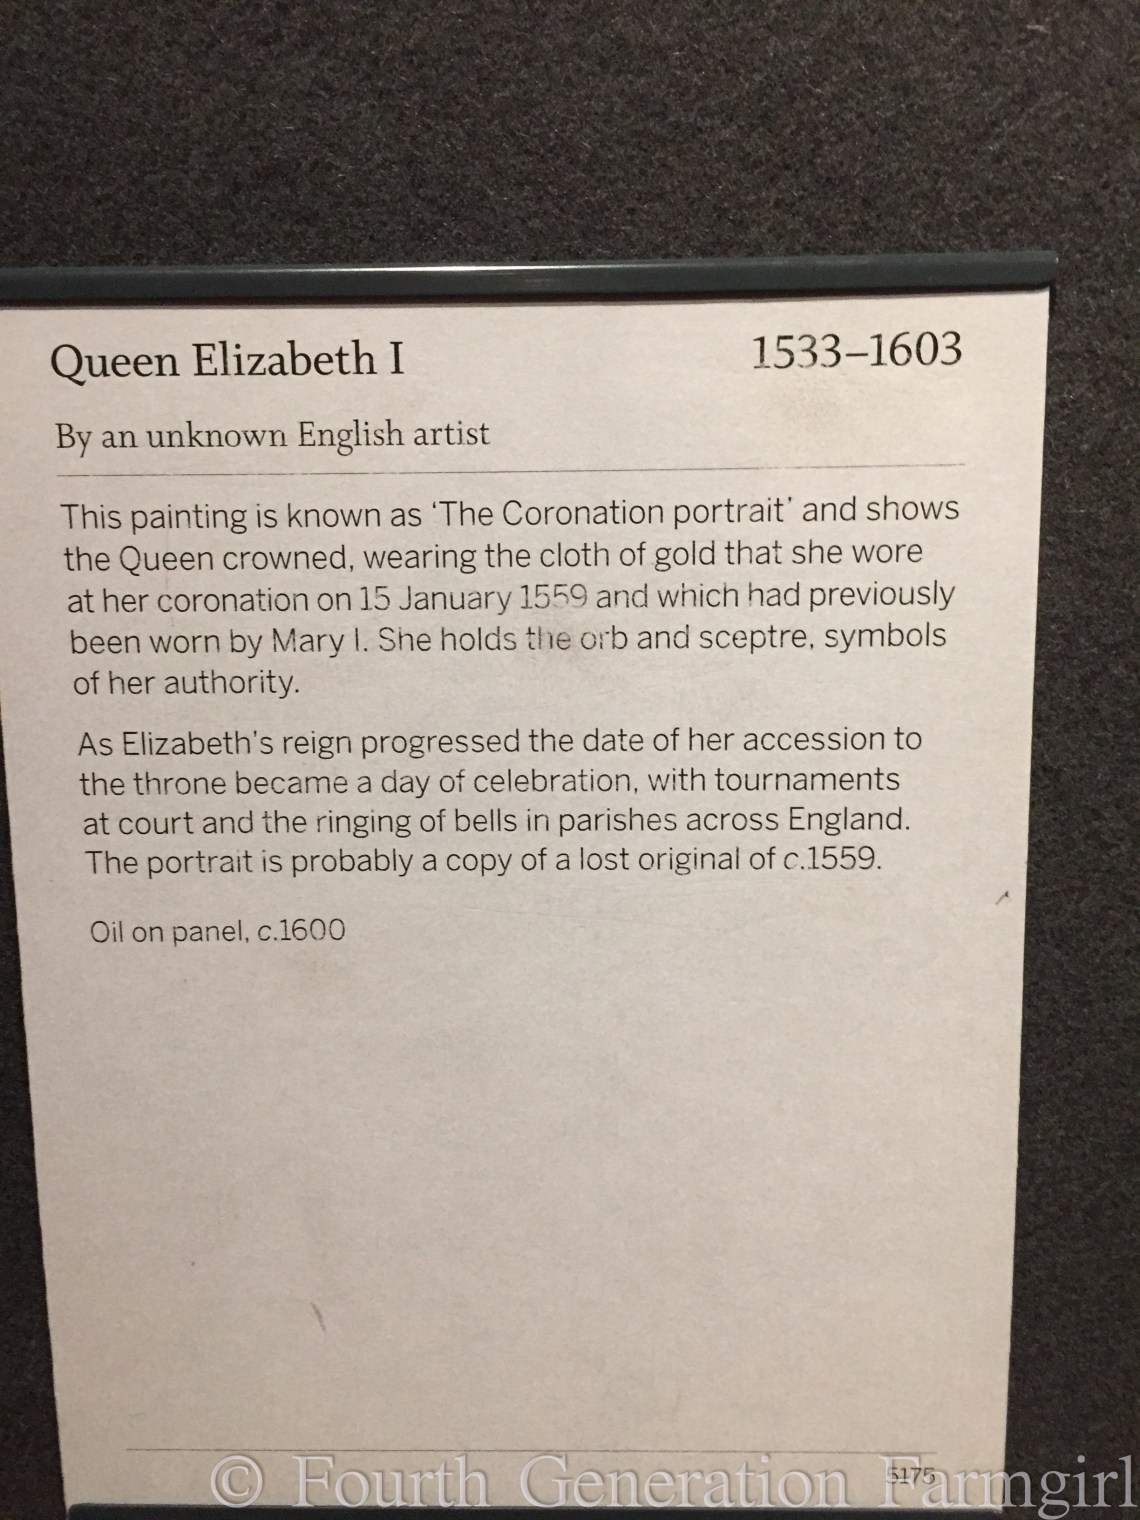 Queen Elizabeth I 1533–1603
By an unknown English artist
This painting is known as ‘The Coronation portrait’ and shows
the Queen crowned, wearing the cloth of gold that she wore
at her coronation on 15 January 1559 and which had previously
been worn by Mary I. She holds the orb and sceptre, symbols
of her authority.
As Elizabeth's reign progressed the date of her accession to
the throne became a day of celebration, with tournaments
at court and the ringing of bells in parishes across England.
The portrait is probably a copy of a lost original of c.1559.
Oil on panel, c.1600
5175
© Fourth Generation Farmgirl